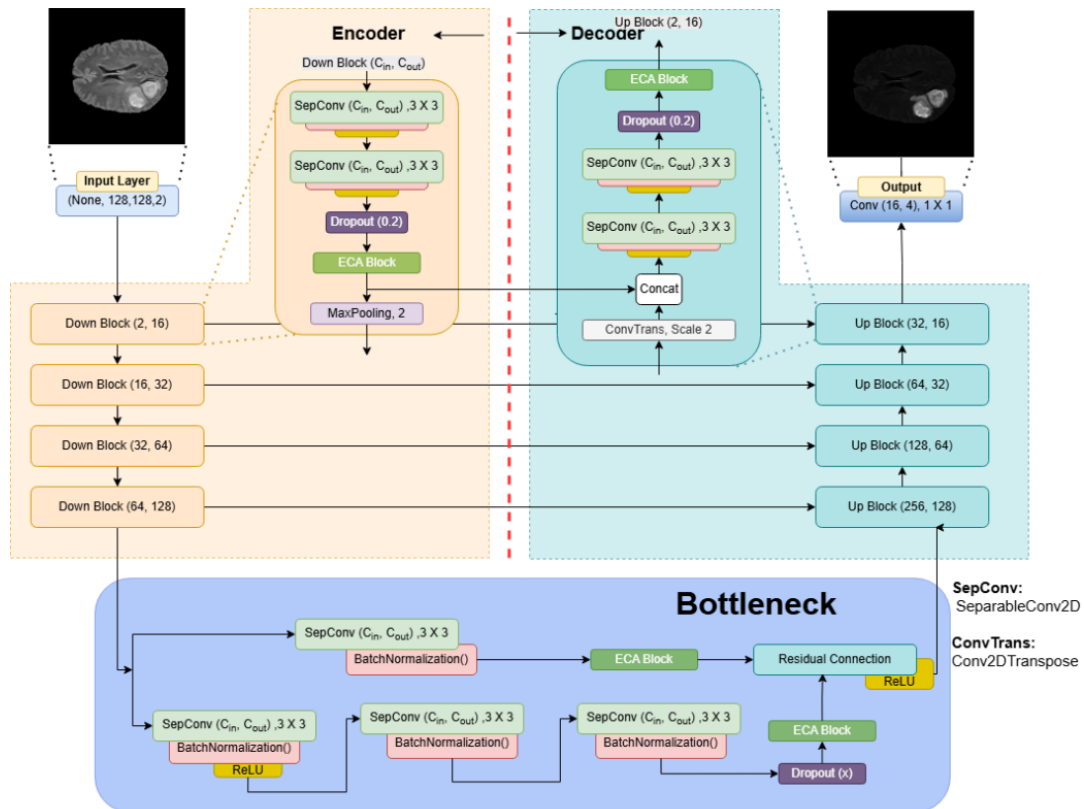 Encoder
Down Block (Cin, Cout)
SepConv (Cin, Cout) ,3 X 3
SepConv (Cin, Cout) ,3 X 3
Dropout (0.2)
ECA Block
MaxPooling, 2
Up Block (2, 16)
Decoder
ECA Block
Dropout (0.2)
SepConv (Cin, Cout) ,3 X 3
SepConv (Cin, Cout) ,3 X 3
Concat
ConvTrans, Scale 2
Input Layer
(None, 128,128,2)
Output
Conv (16, 4), 1 X 1
Down Block (2, 16)
Down Block (16, 32)
Down Block (32, 64)
Down Block (64, 128)
Up Block (32, 16)
Up Block (64, 32)
Up Block (128, 64)
Up Block (256, 128)
Bottleneck
SepConv (Cin, Cout) ,3 X 3
BatchNormalization()
ECA Block
Residual Connection
ReLU
SepConv (Cin, Cout) ,3 X 3
BatchNormalization()
ReLU
SepConv (Cin, Cout) ,3 X 3
BatchNormalization()
SepConv (Cin, Cout) ,3 X 3
BatchNormalization()
ECA Block
Dropout (x)
SepConv:
SeparableConv2D
ConvTrans:
Conv2DTranspose